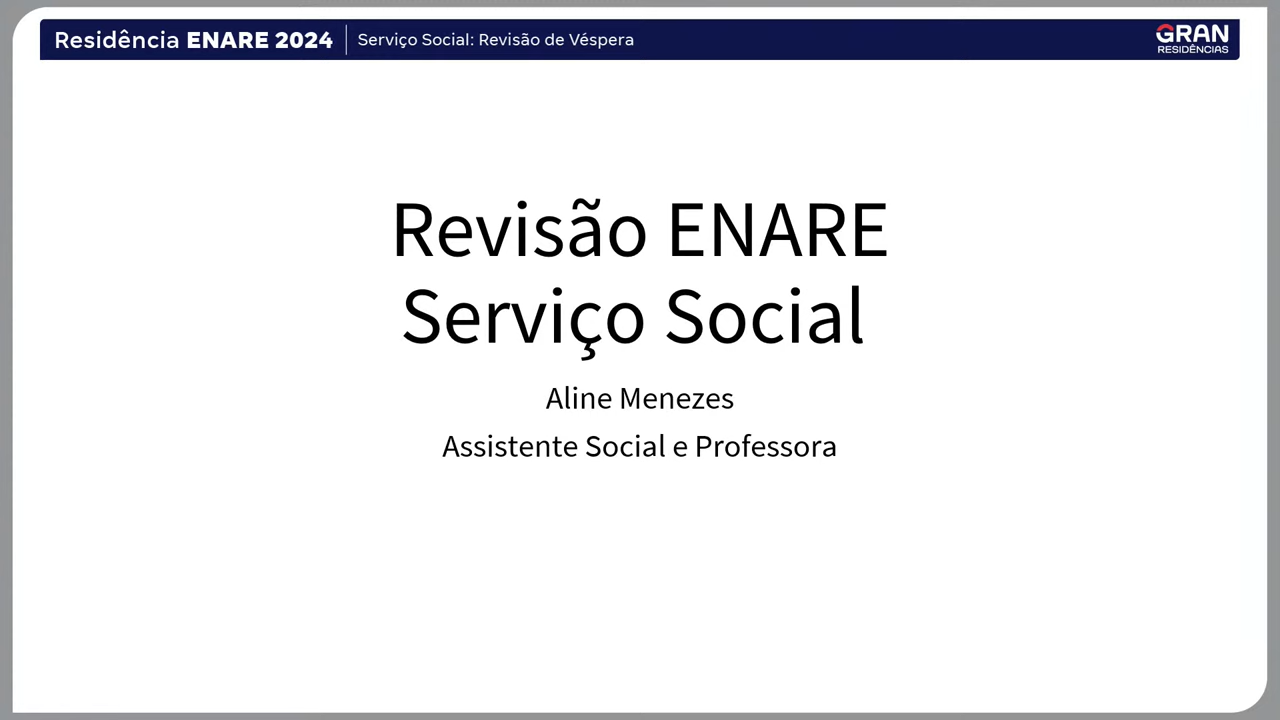 Residência ENARE 2024 Serviço Social: Revisão de Véspera
GRAN
RESIDÊNCIAS
Revisão ENARE
Serviço Social
Aline Menezes
Assistente Social e Professora